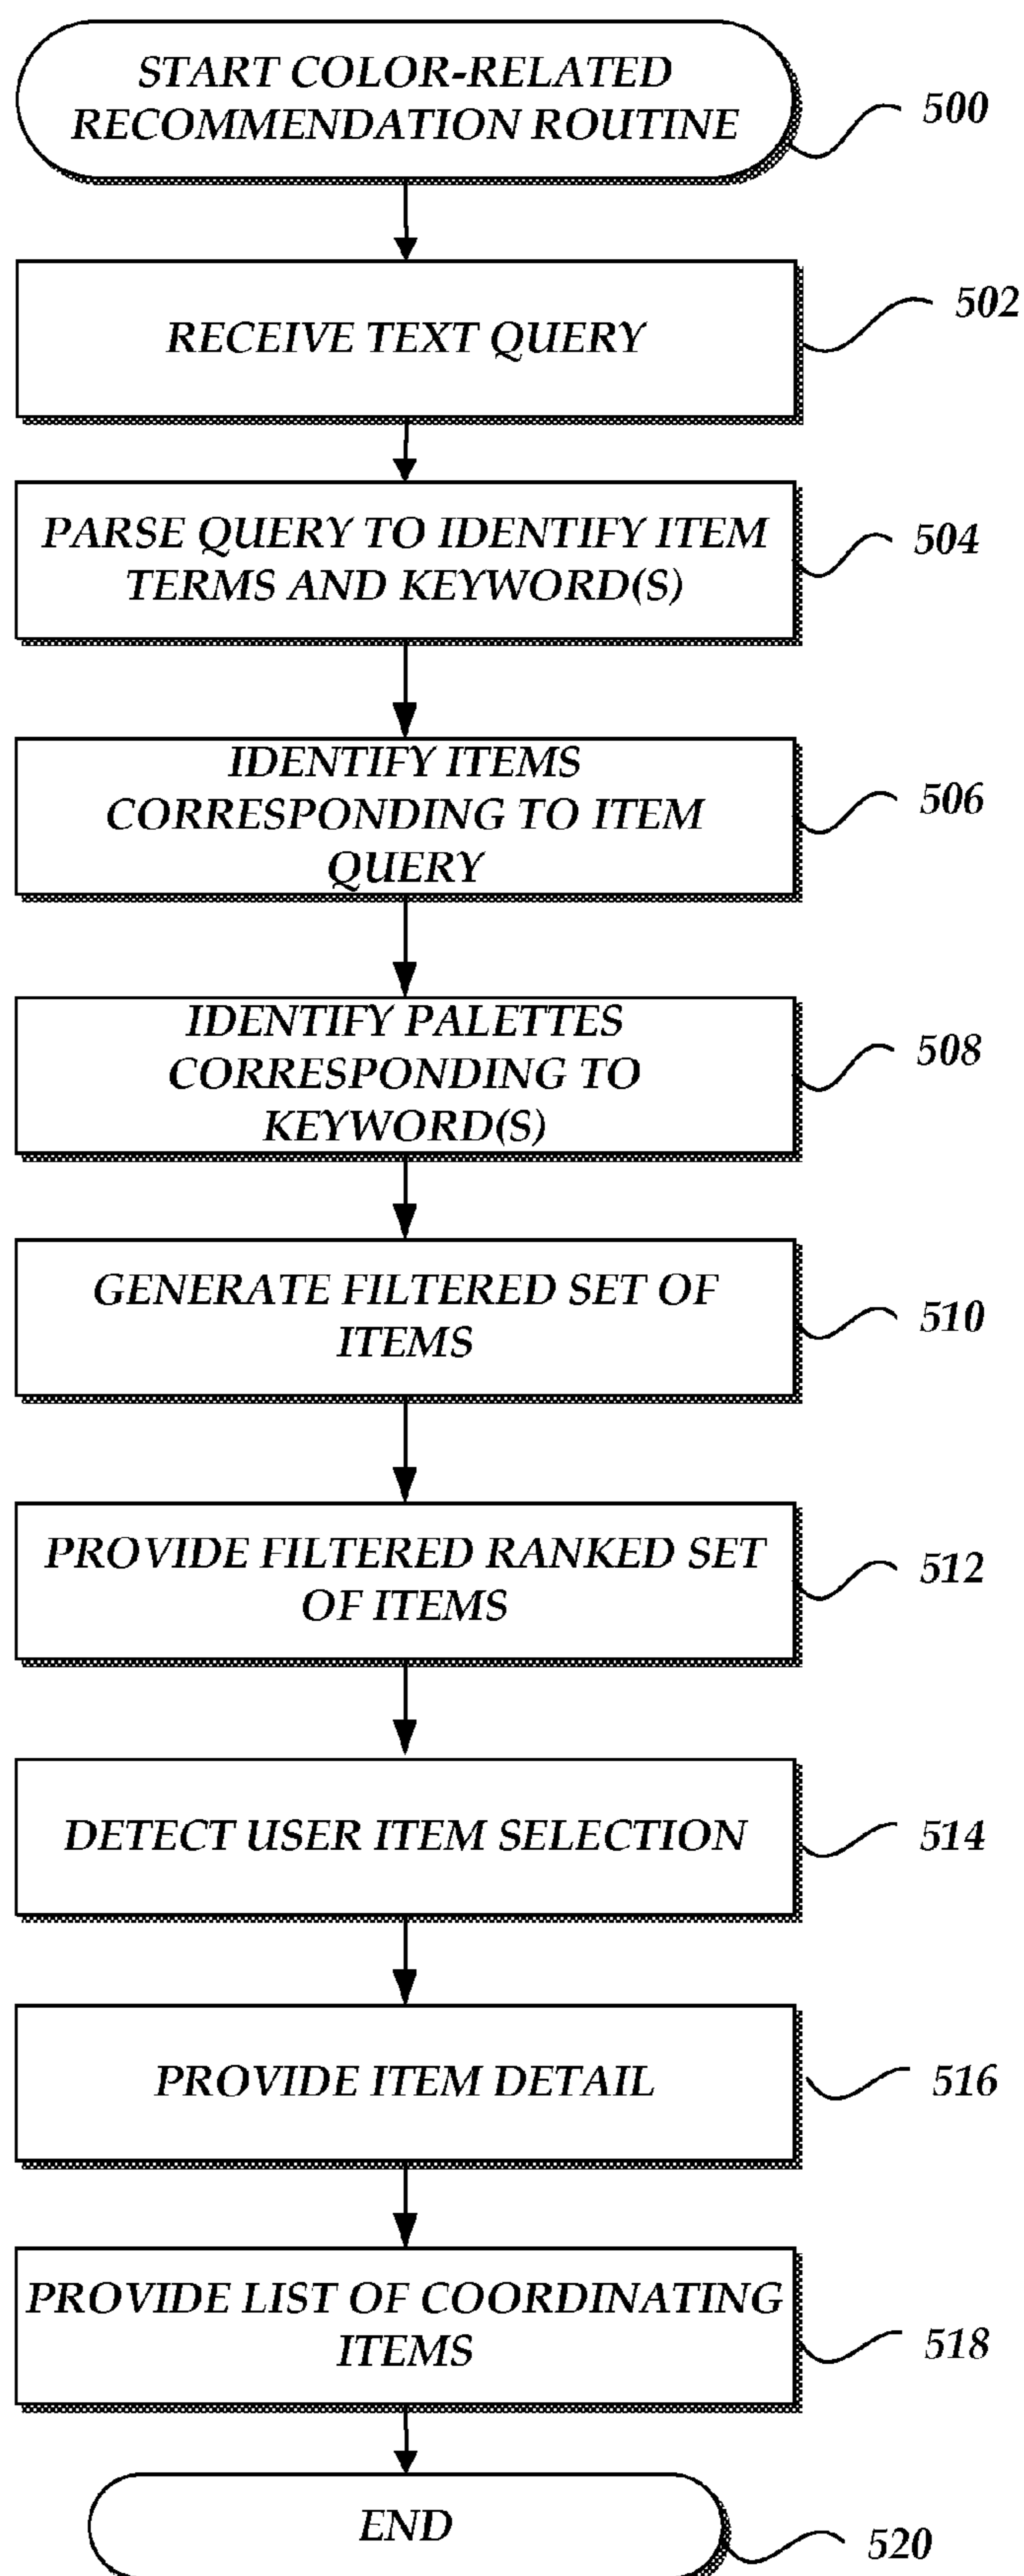 START COLOR-RELATED
RECOMMENDATION ROUTINE
500
RECEIVE TEXT QUERY
502
PARSE QUERY TO IDENTIFY ITEM
TERMS AND KEYWORD(S)
504
IDENTIFY ITEMS
CORRESPONDING TO ITEM
QUERY
506
IDENTIFY PALETTES
CORRESPONDING TO
KEYWORD(S)
508
GENERATE FILTERED SET OF
ITEMS
510
PROVIDE FILTERED RANKED SET
OF ITEMS
512
DETECT USER ITEM SELECTION
514
PROVIDE ITEM DETAIL
516
PROVIDE LIST OF COORDINATING
ITEMS
518
END
520